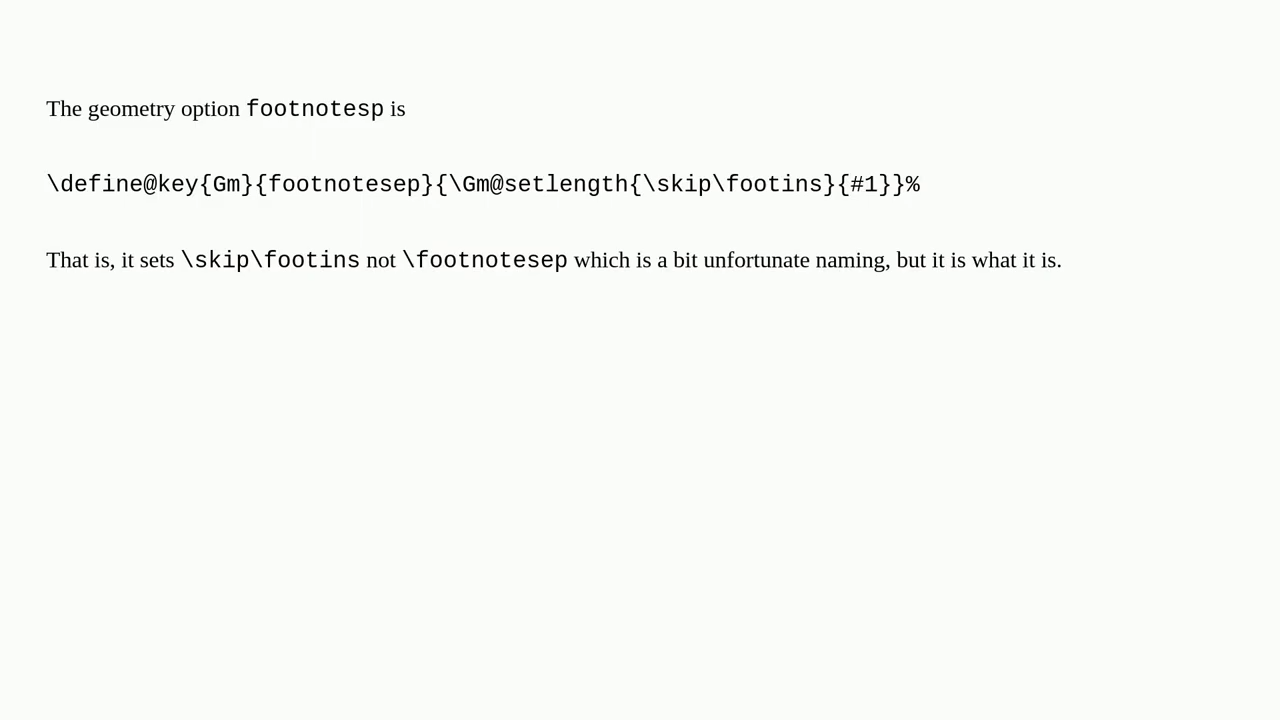 The geometry option footnotesp is
\define@key{Gm}{footnotesep}{\Gm@setlength{\skip\footins}{#1}}%
That is, it sets \skip\footins not \footnotesep which is a bit unfortunate naming, but it is what it is.